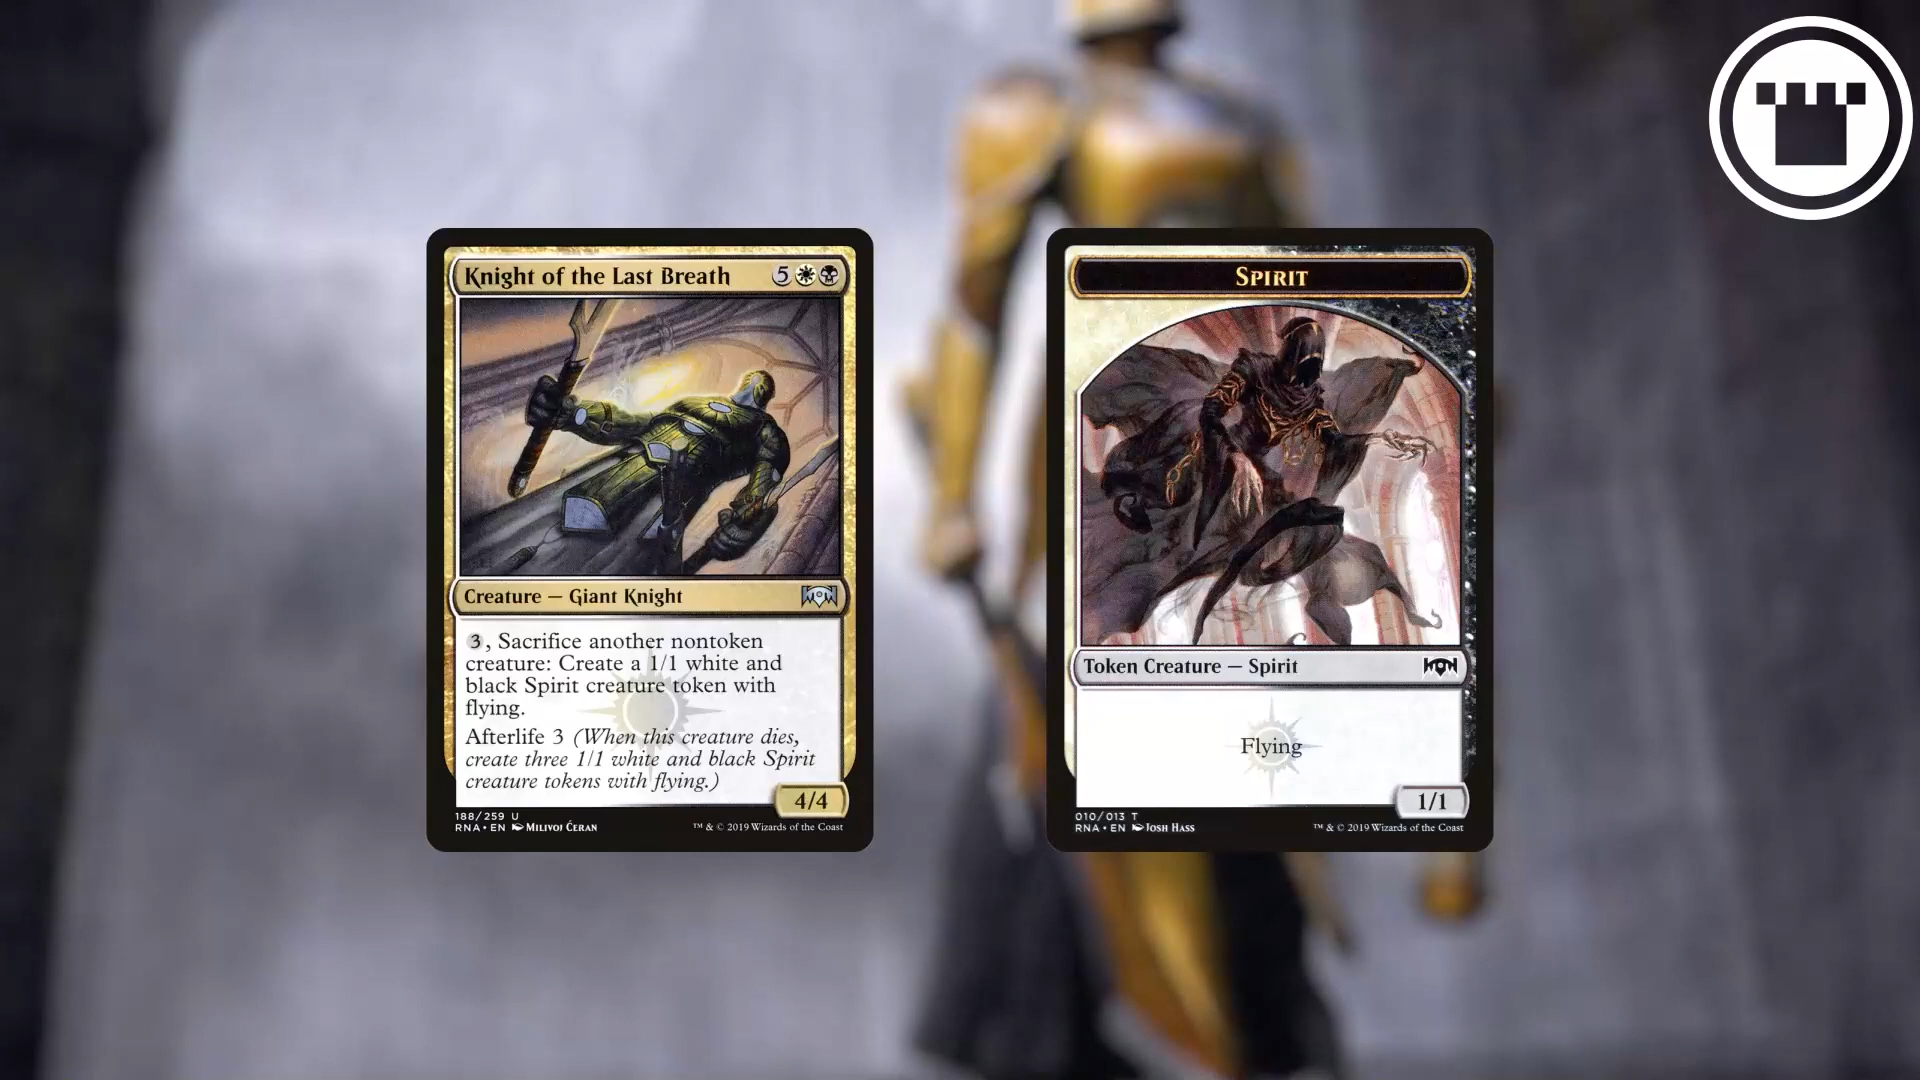 Knight of the Last Breath 5
Creature — Giant Knight
3, Sacrifice another nontoken
creature: Create a 1/1 white and
black Spirit creature token with
flying.
Afterlife 3 (When this creature dies,
create three 1/1 white and black Spirit
creature tokens with flying.)
4/4
188/259 U
RNA • EN Milivoj Ćeran
™ & © 2019 Wizards of the Coast
Spirit
Token Creature — Spirit
Flying
1/1
010/013 T
RNA • EN Josh Hass
™ & © 2019 Wizards of the Coast